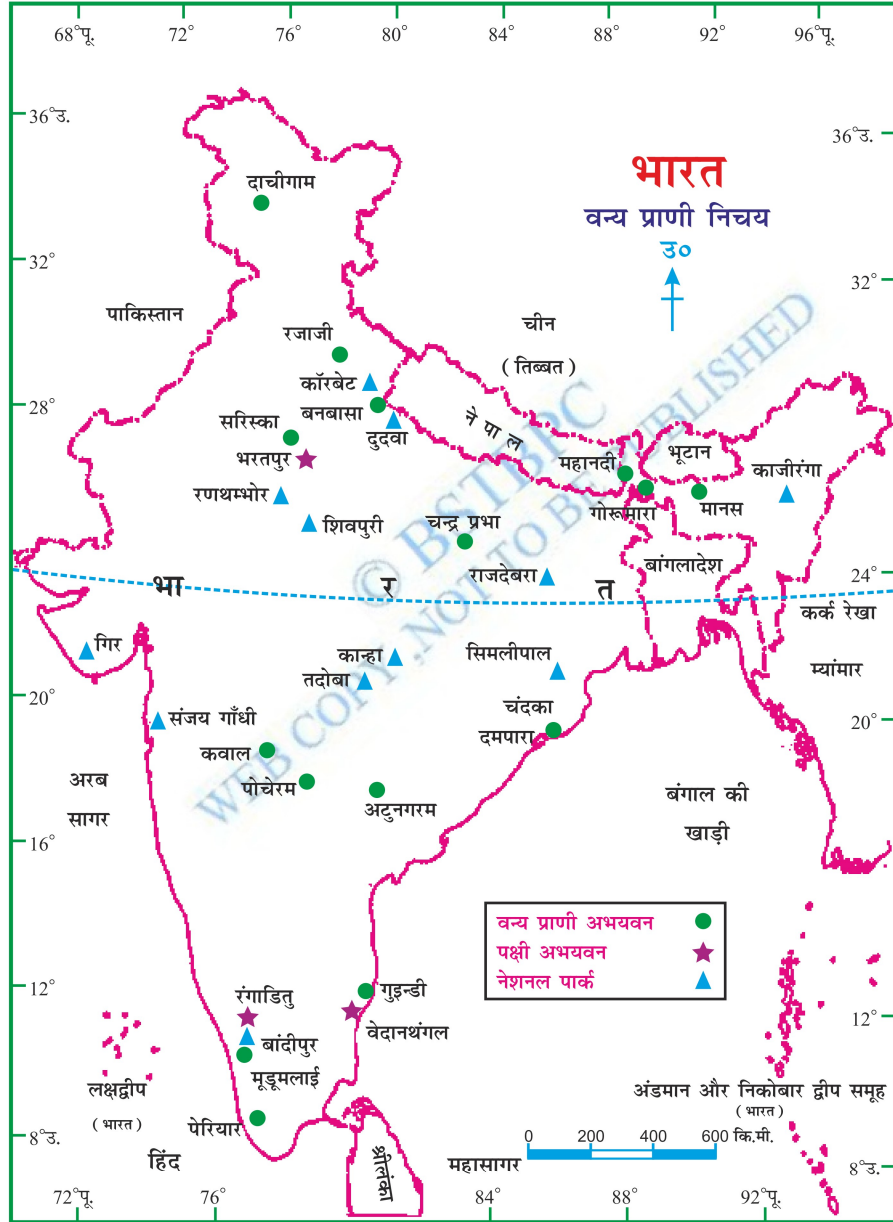 68°पू.
72°
76°
80°
84°
88°
92°
96°पू.
36°उ.
36°उ.
दाचीगाम
भारत
वन्य प्राणी निचय
उ०
32°
32°
पाकिस्तान
चीन
( तिब्बत )
रजाजी
कॉरबेट
बनबासा
28°
28°
सरिस्का
दुदवा
ने पा ल
भरतपुर
महानदी
भूटान
काजीरंगा
रणथम्भोर
गोरूमारा
मानस
शिवपुरी
चन्द्र प्रभा
राजदेबरा
बांगलादेश
भा
र
त
24°
कर्क रेखा
गिर
कान्हा
सिमलीपाल
म्यांमार
तदोबा
20°
20°
संजय गाँधी
चंदका
दमपारा
कवाल
पोचेरम
अटुनगरम
अरब
सागर
बंगाल की
खाड़ी
16°
वन्य प्राणी अभयवन
पक्षी अभयवन
नेशनल पार्क
12°
12°
रंगाडितु
गुइन्डी
बांदीपुर
वेदानथंगल
मूडूमलाई
लक्षद्वीप
( भारत )
पेरियार
अंडमान और निकोबार द्वीप समूह
( भारत )
0 200 400 600 कि.मी.
8°उ.
8°उ.
हिंद
श्रीलंका
महासागर
72°पू.
76°
84°
88°
92°पू.
© BSTBPC
WEB COPY, NOT TO BE PUBLISHED